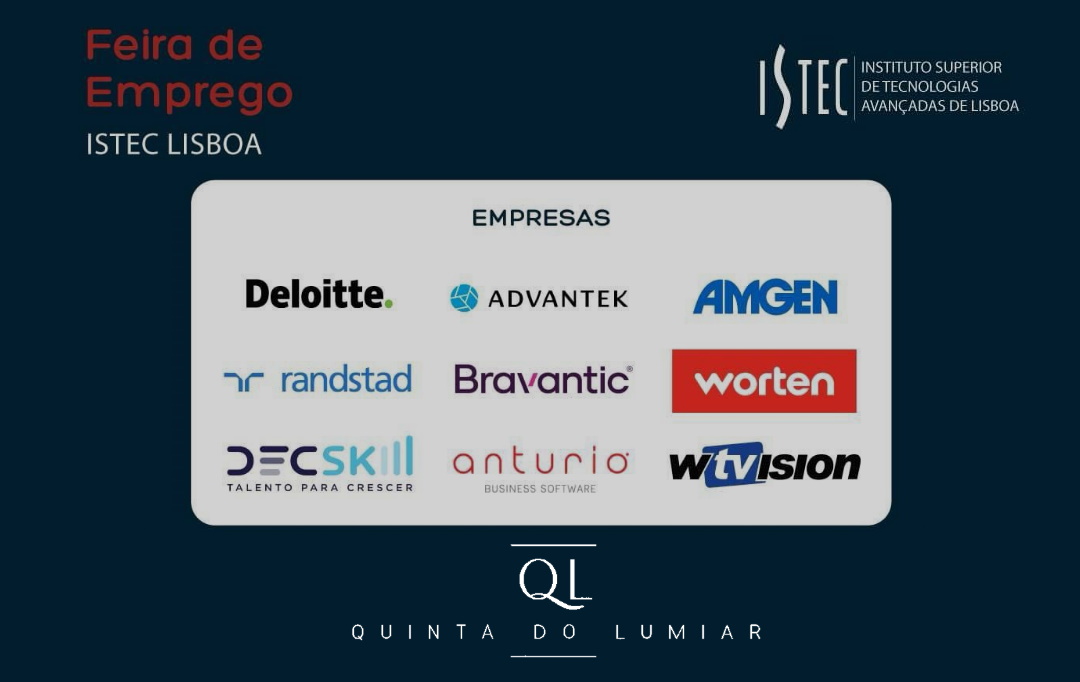 Feira de
Emprego
ISTEC LISBOA
ISTEC
INSTITUTO SUPERIOR
DE TECNOLOGIAS
AVANÇADAS DE LISBOA
EMPRESAS
Deloitte.
ADVANTEK
AMGEN
randstad
Bravantic®
worten
DECSKILL
TALENTO PARA CRESCER
anturio
BUSINESS SOFTWARE
wtvision
QL
QUINTA DO LUMIAR